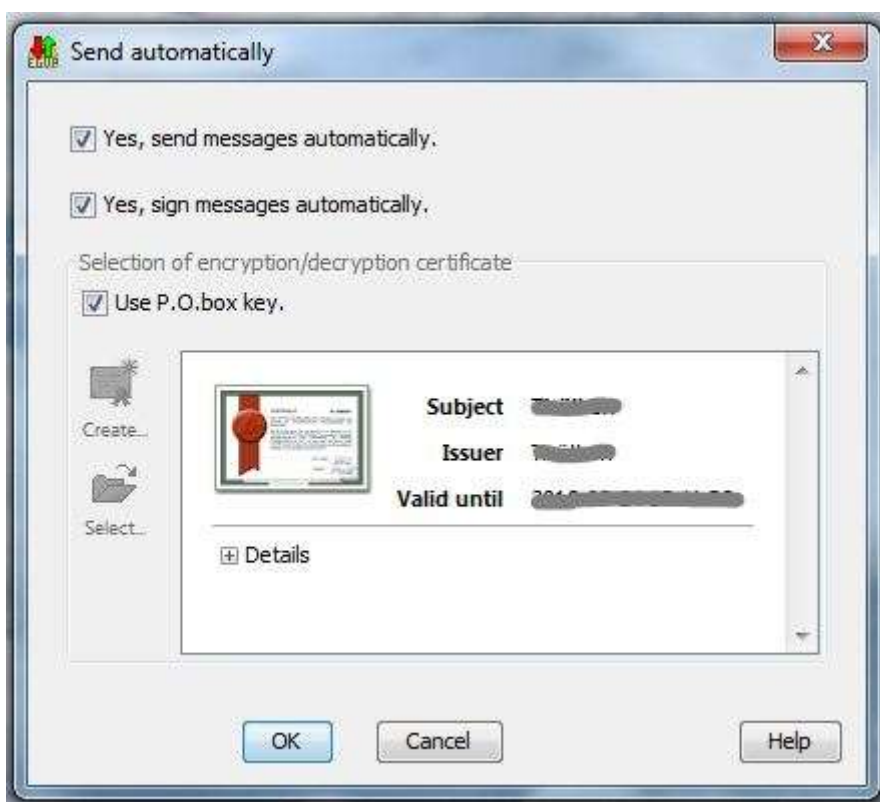 Send automatically
Yes, send messages automatically.
Yes, sign messages automatically.
Selection of encryption/decryption certificate
Use P.O.box key.
Create...
Select...
Subject
Issuer
Valid until
Details
OK Cancel Help